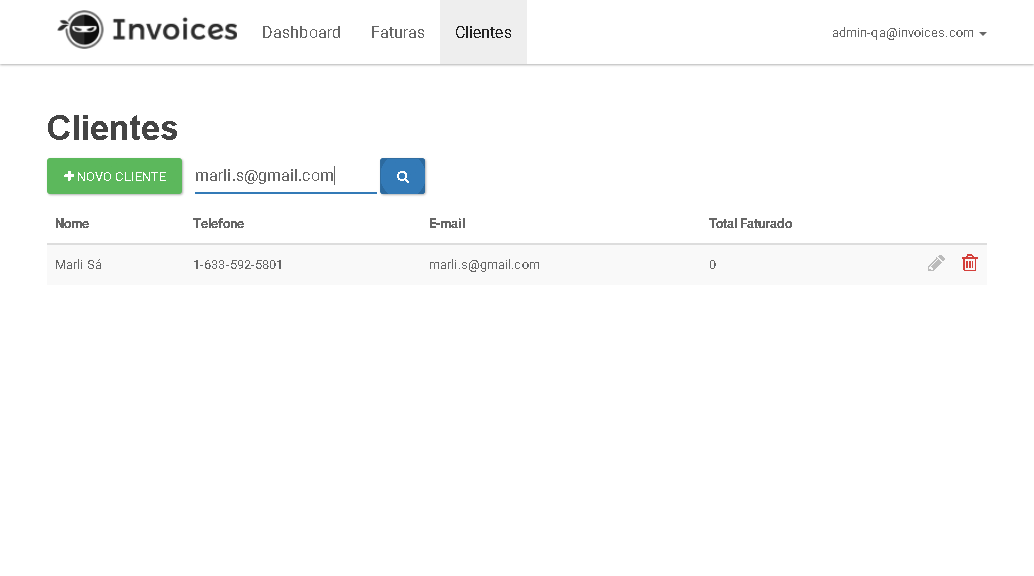 Invoices Dashboard Faturas Clientes admin-qa@invoices.com
Clientes
NOVO CLIENTE marli.s@gmail.com
Nome Telefone E-mail Total Faturado
Marli Sá 1-633-592-5801 marli.s@gmail.com 0